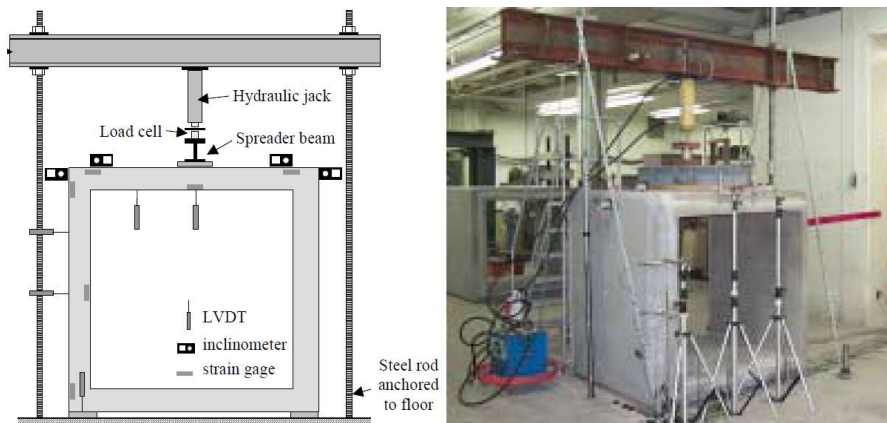 Hydraulic jack
Load cell
Spreader beam
LVDT
inclinometer
strain gage
Steel rod
anchored
to floor